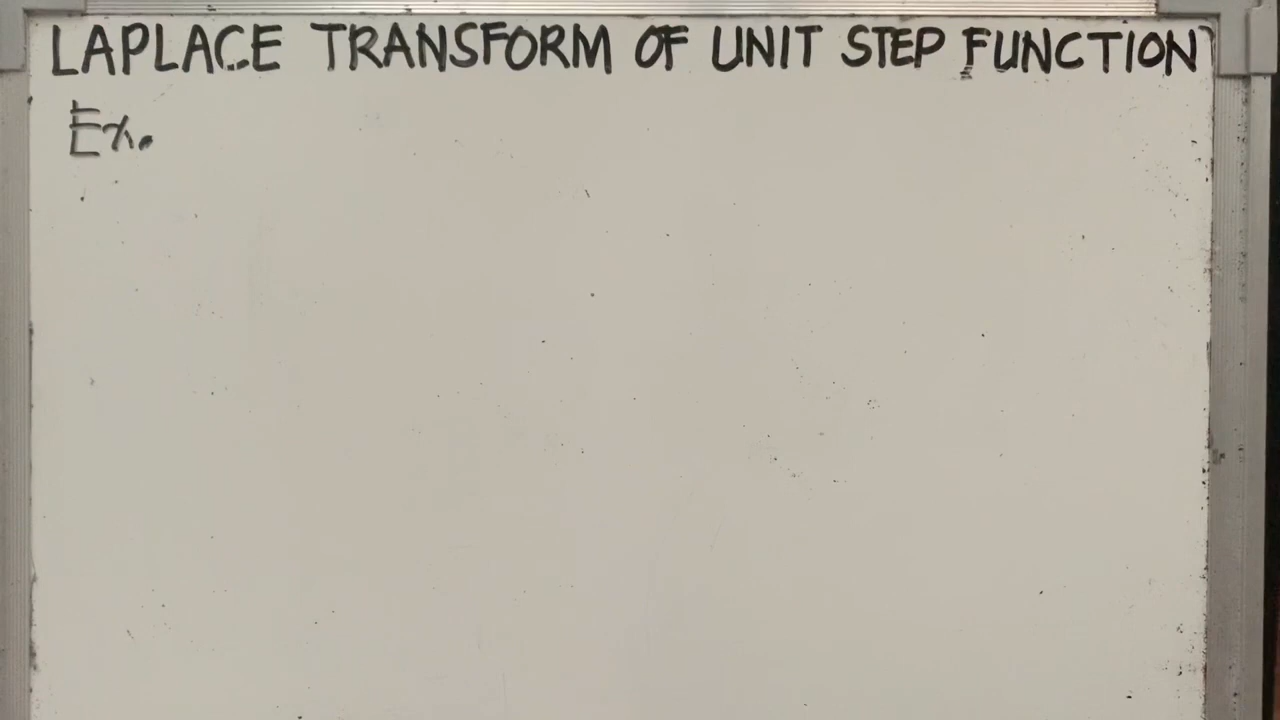 LAPLACE TRANSFORM OF UNIT STEP FUNCTION
Ex.